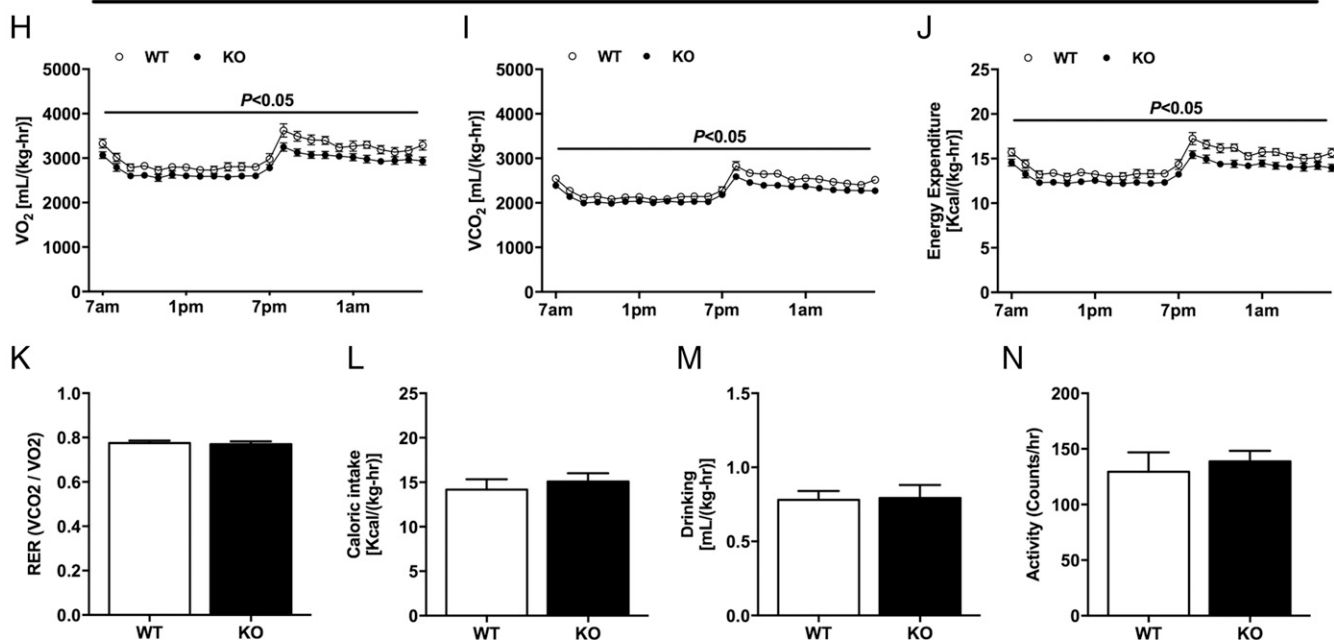 H
WT KO
VO2 [mL/(kg-hr)]
5000
4000
3000
2000
1000
0
P<0.05
7am 1pm 7pm 1am
I
WT KO
VCO2 [mL/(kg-hr)]
5000
4000
3000
2000
1000
0
P<0.05
7am 1pm 7pm 1am
J
WT KO
Energy Expenditure
[Kcal/(kg-hr)]
25
20
15
10
5
0
P<0.05
7am 1pm 7pm 1am
K
RER (VCO2 / VO2)
1.0
0.8
0.6
0.4
0.2
0.0
WT KO
L
Caloric intake
[Kcal/(kg-hr)]
25
20
15
10
5
0
WT KO
M
Drinking
[mL/(kg-hr)]
1.5
1.0
0.5
0.0
WT KO
N
Activity (Counts/hr)
200
150
100
50
0
WT KO